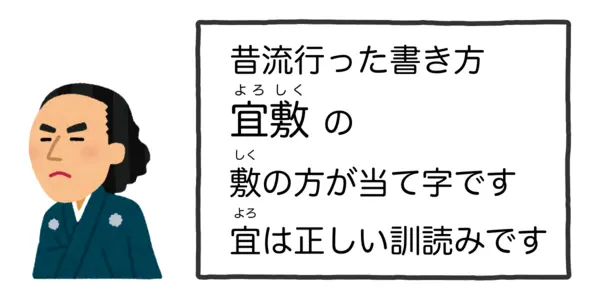 昔流行った書き方
よろしく
宜敷 の
しく
敷の方が当て字です
よろ
宜は正しい訓読みです